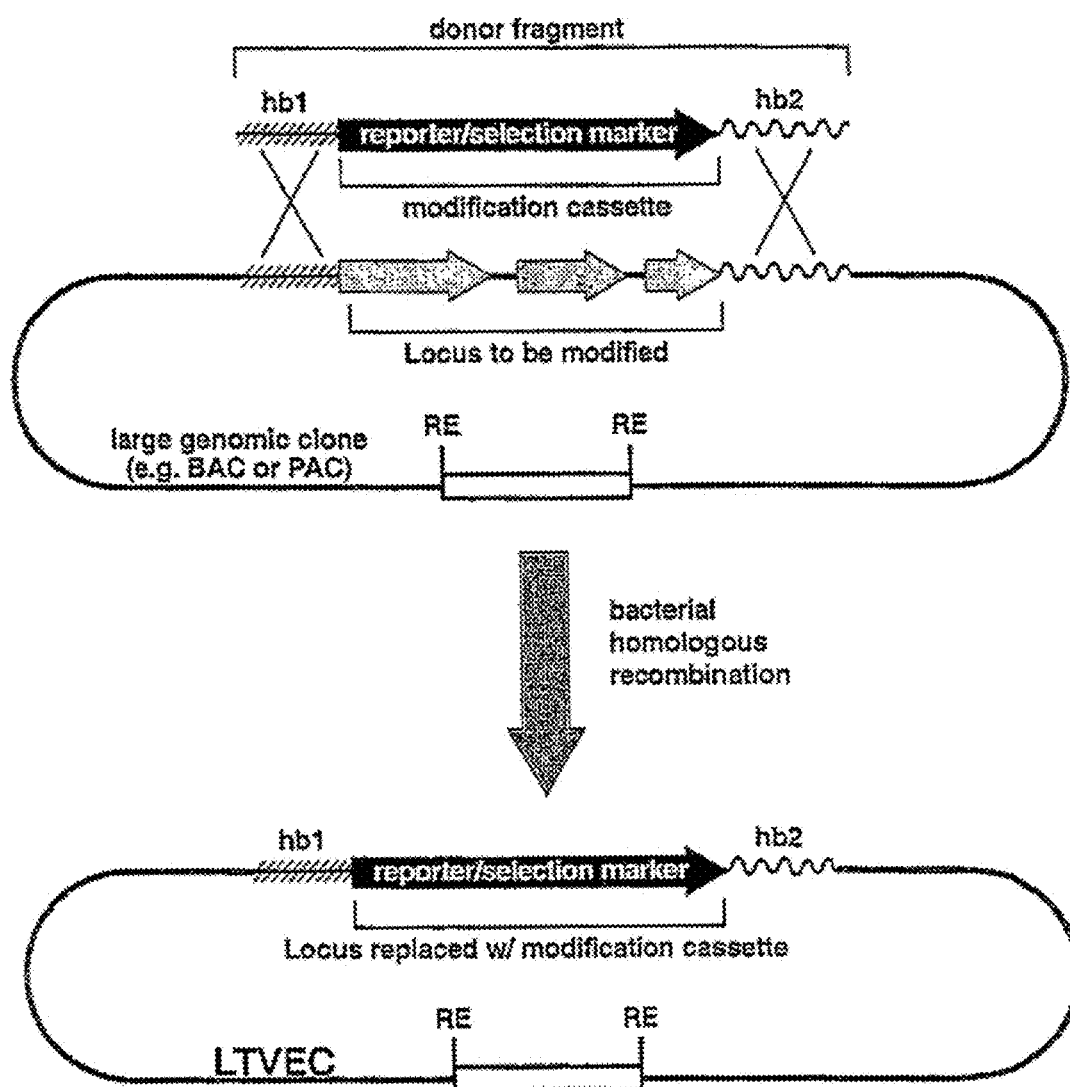 donor fragment
hb1
hb2
reporter/selection marker
modification cassette
Locus to be modified
RE
RE
large genomic clone
(e.g. BAC or PAC)
bacterial
homologous
recombination
hb1
hb2
reporter/selection marker
Locus replaced w/ modification cassette
RE
RE
LTVEC